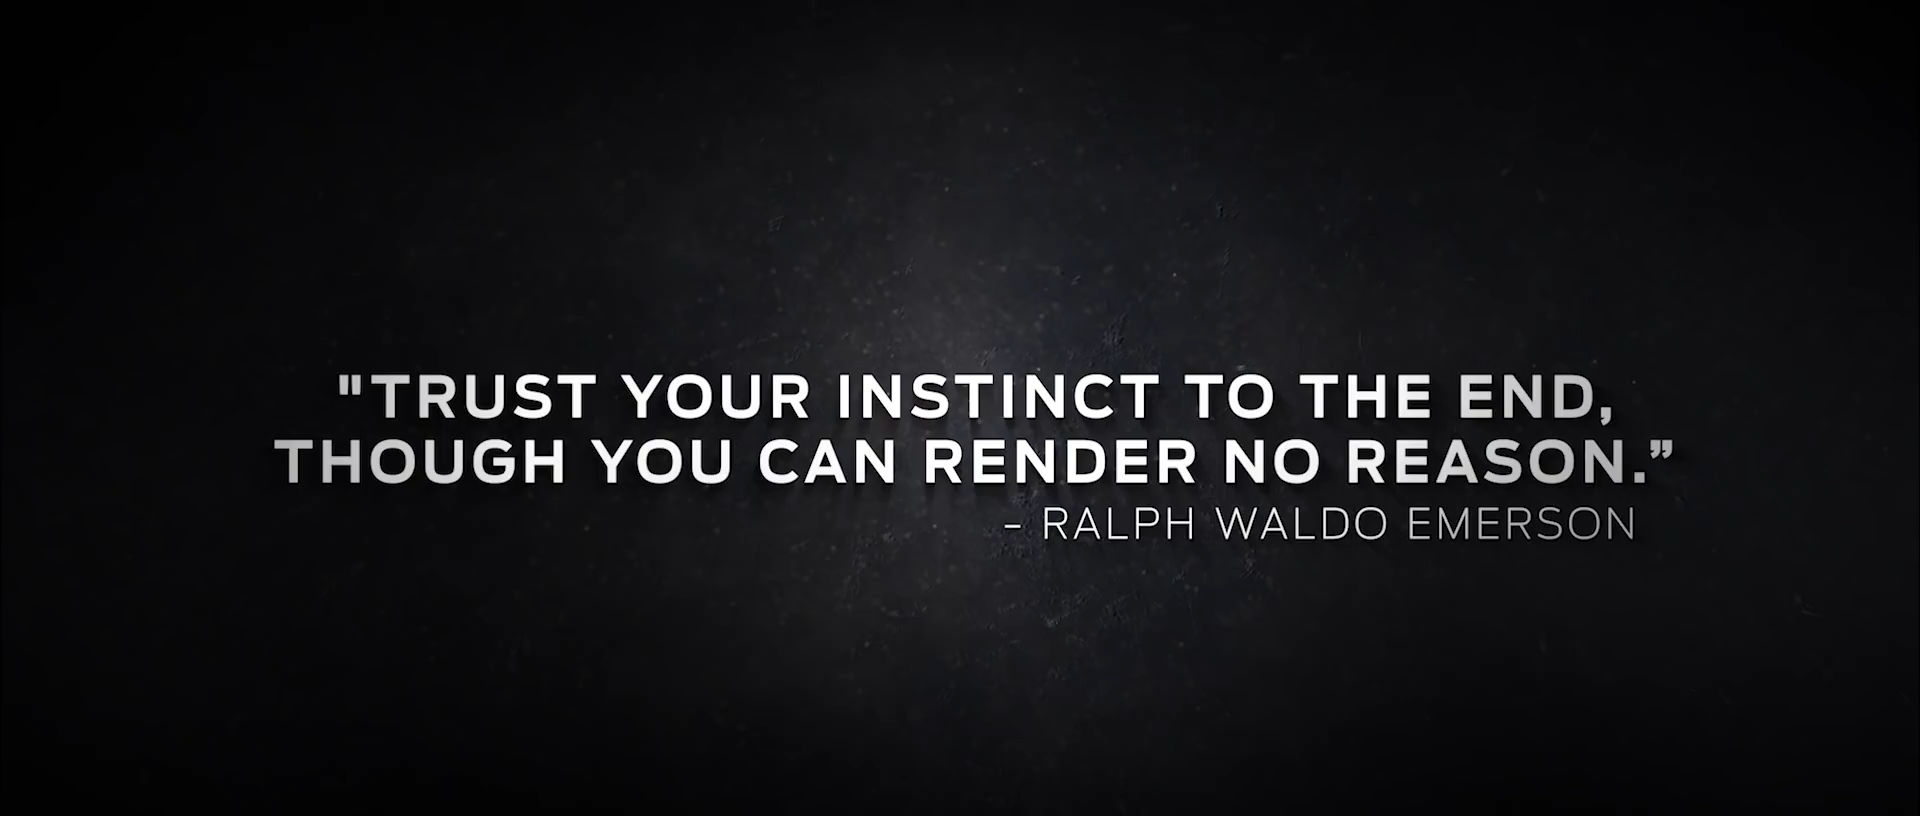 "TRUST YOUR INSTINCT TO THE END,
THOUGH YOU CAN RENDER NO REASON.”
– RALPH WALDO EMERSON